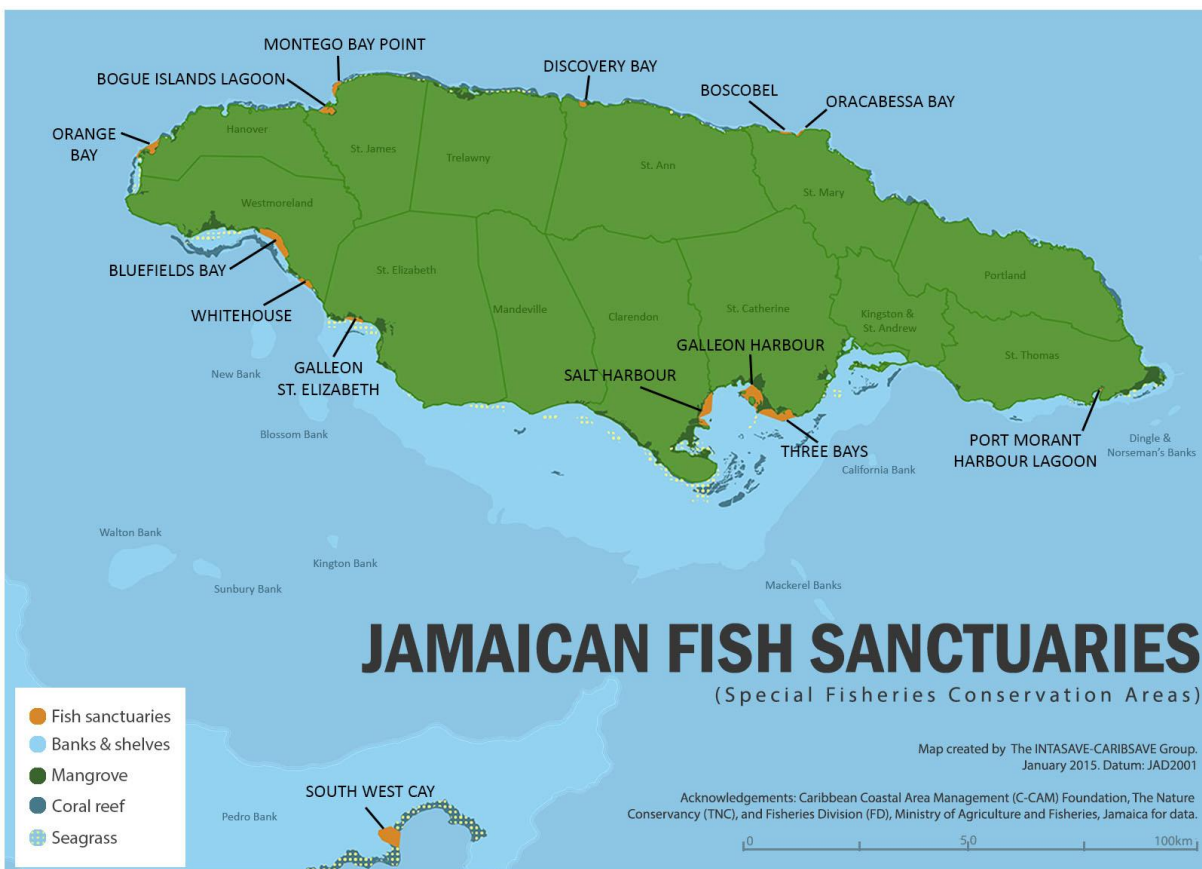 MONTEGO BAY POINT
BOGUE ISLANDS LAGOON
DISCOVERY BAY
BOSCOBEL
ORACABESSA BAY
ORANGE
BAY
Hanover
St. James
Trelawny
St. Ann
St. Mary
Westmoreland
BLUEFIELDS BAY
St. Elizabeth
Portland
WHITEHOUSE
Mandeville
Clarendon
St. Catherine
Kingston &
St. Andrew
GALLEON HARBOUR
St. Thomas
GALLEON
ST. ELIZABETH
SALT HARBOUR
New Bank
Blossom Bank
THREE BAYS
California Bank
PORT MORANT
HARBOUR LAGOON
Dingle &
Norseman's Banks
Walton Bank
Kington Bank
Sunbury Bank
Mackerel Banks
JAMAICAN FISH SANCTUARIES
(Special Fisheries Conservation Areas)
Fish sanctuaries
Banks & shelves
Mangrove
Coral reef
Seagrass
Map created by The INTASAVE-CARIBSAVE Group.
January 2015. Datum: JAD2001
SOUTH WEST CAY
Pedro Bank
Acknowledgements: Caribbean Coastal Area Management (C-CAM) Foundation, The Nature
Conservancy (TNC), and Fisheries Division (FD), Ministry of Agriculture and Fisheries, Jamaica for data.
0 5,0 100km